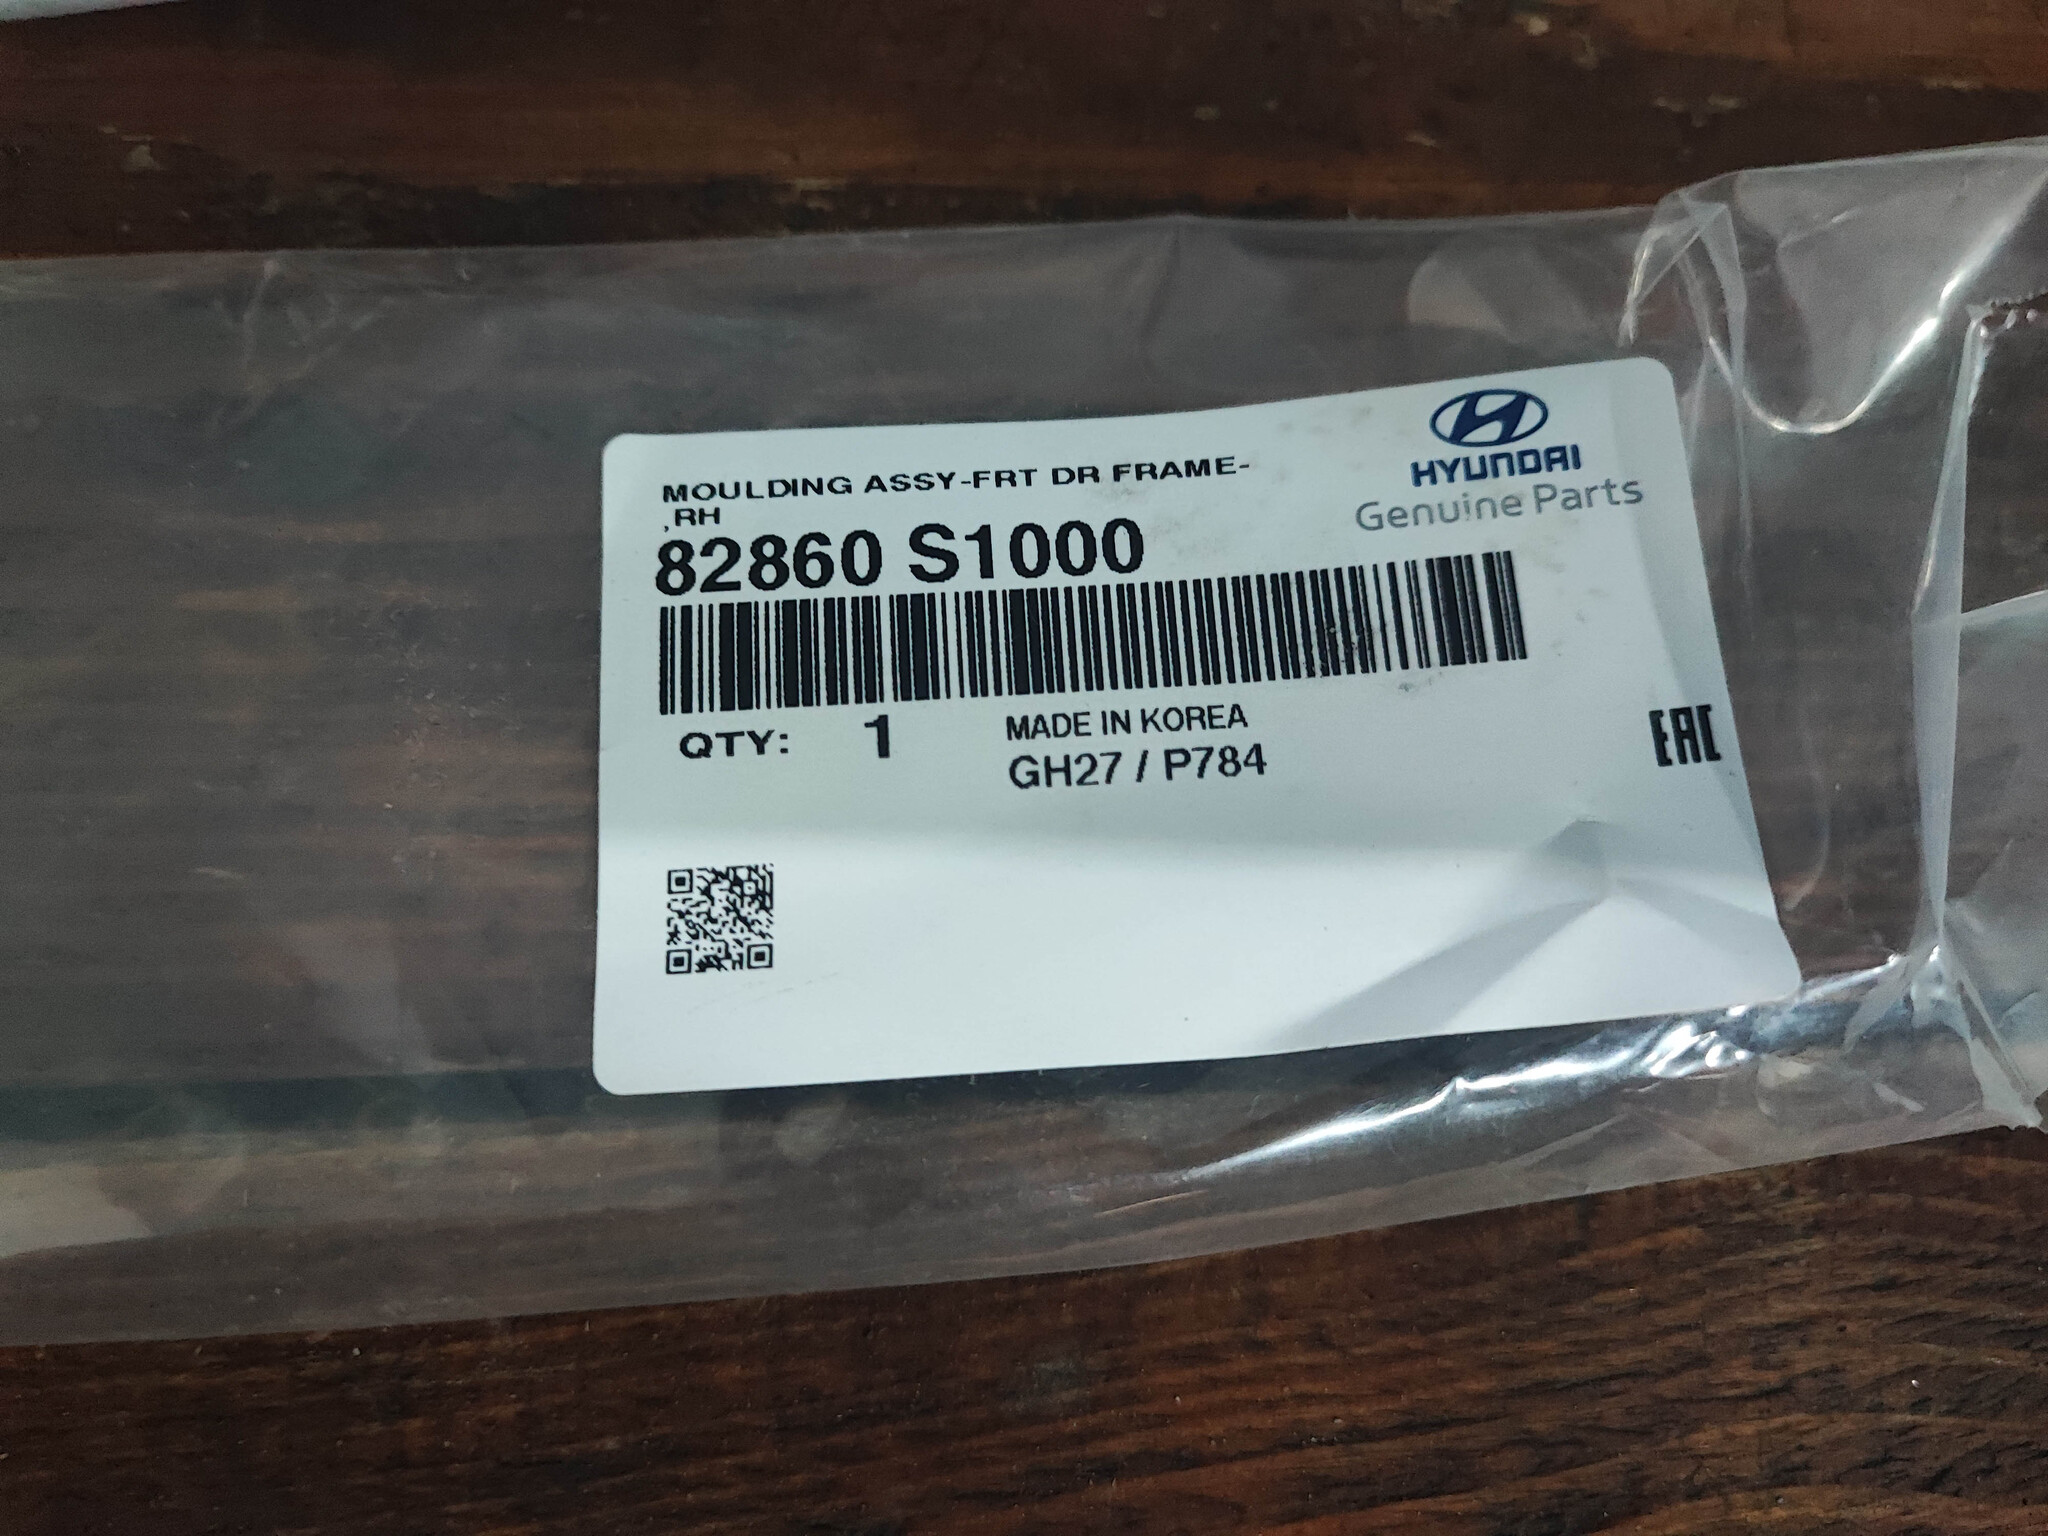 HYUNDAI
Genuine Parts
MOULDING ASSY-FRT DR FRAME-
,RH
82860 S1000
QTY: 1
MADE IN KOREA
GH27 / P784
EAC